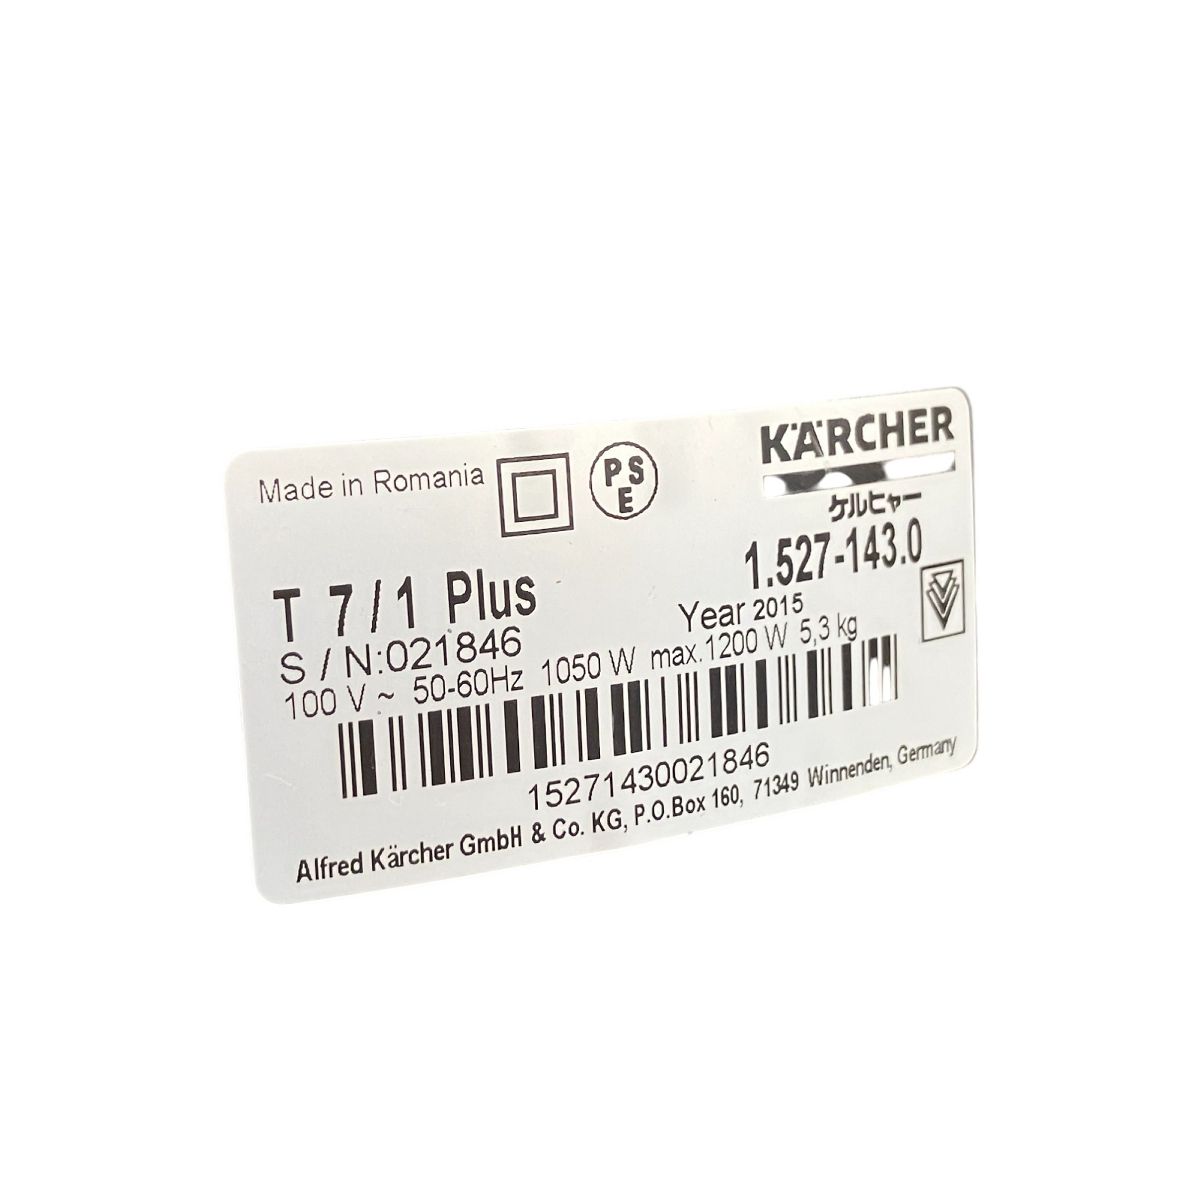 Made in Romania
PS
E
KÄRCHER
ケルヒャー
T 7/1 Plus
1.527-143.0
S/N:021846
Year 2015
100 V ~ 50-60Hz 1050 W max.1200 W 5,3 kg
15271430021846
Alfred Kärcher GmbH & Co. KG, P.O.Box 160, 71349 Winnenden, Germany